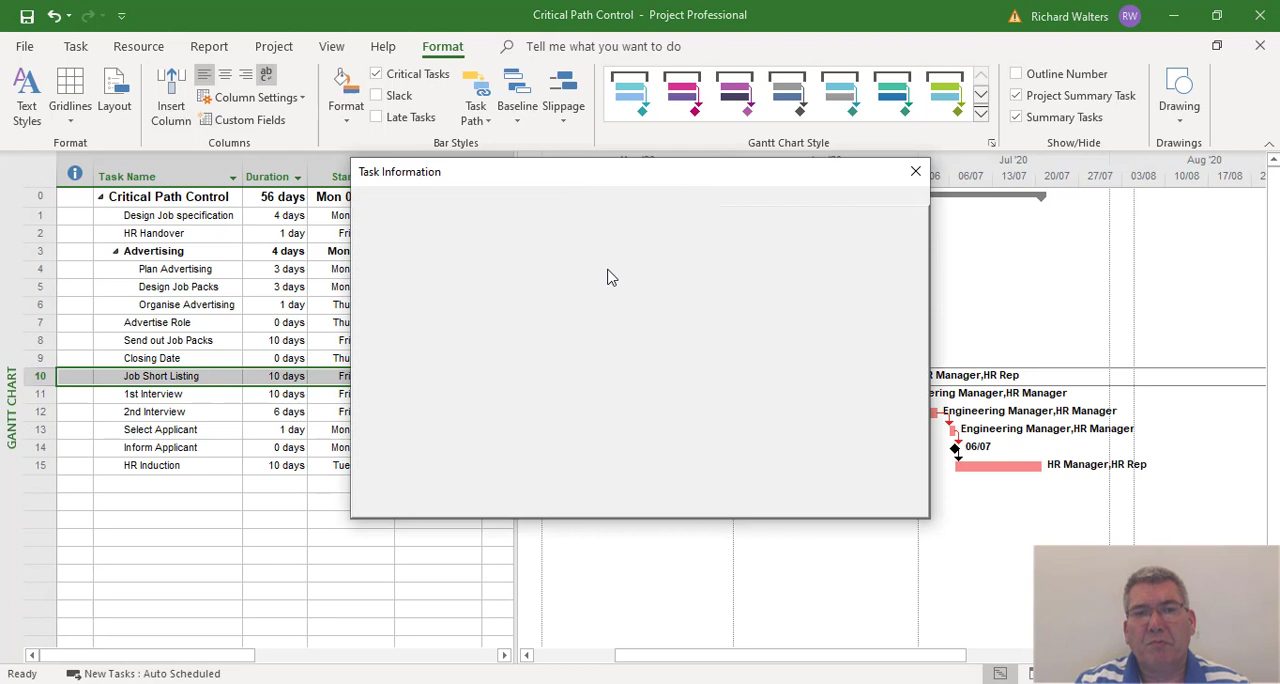 Critical Path Control - Project Professional
Richard Walters RW
File Task Resource Report Project View Help Format Tell me what you want to do
Text Styles Gridlines Layout
Format
Insert Column Column Settings Custom Fields
Columns
Format Critical Tasks Slack Late Tasks Task Path Baseline Slippage
Bar Styles
Gantt Chart Style
Outline Number
Project Summary Task
Summary Tasks
Show/Hide
Drawing
Drawings
Task Name Duration
0 Critical Path Control 56 days Mon 0
1 Design Job specification 4 days Mon
2 HR Handover 1 day Fri
3 Advertising 4 days Mon
4 Plan Advertising 3 days Mon
5 Design Job Packs 3 days Mon
6 Organise Advertising 1 day Thu
7 Advertise Role 0 days Thu
8 Send out Job Packs 10 days Fri
9 Closing Date 0 days Thu
10 Job Short Listing 10 days Fri
11 1st Interview 10 days Fri
12 2nd Interview 6 days Fri
13 Select Applicant 1 day Mon
14 Inform Applicant 0 days Mon
15 HR Induction 10 days Tue
GANTT CHART
Task Information
Jul '20 Aug '20
06 06/07 13/07 20/07 27/07 03/08 10/08 17/08 2
Manager,HR Rep
ering Manager,HR Manager
Engineering Manager,HR Manager
Engineering Manager,HR Manager
06/07
HR Manager,HR Rep
Ready New Tasks : Auto Scheduled